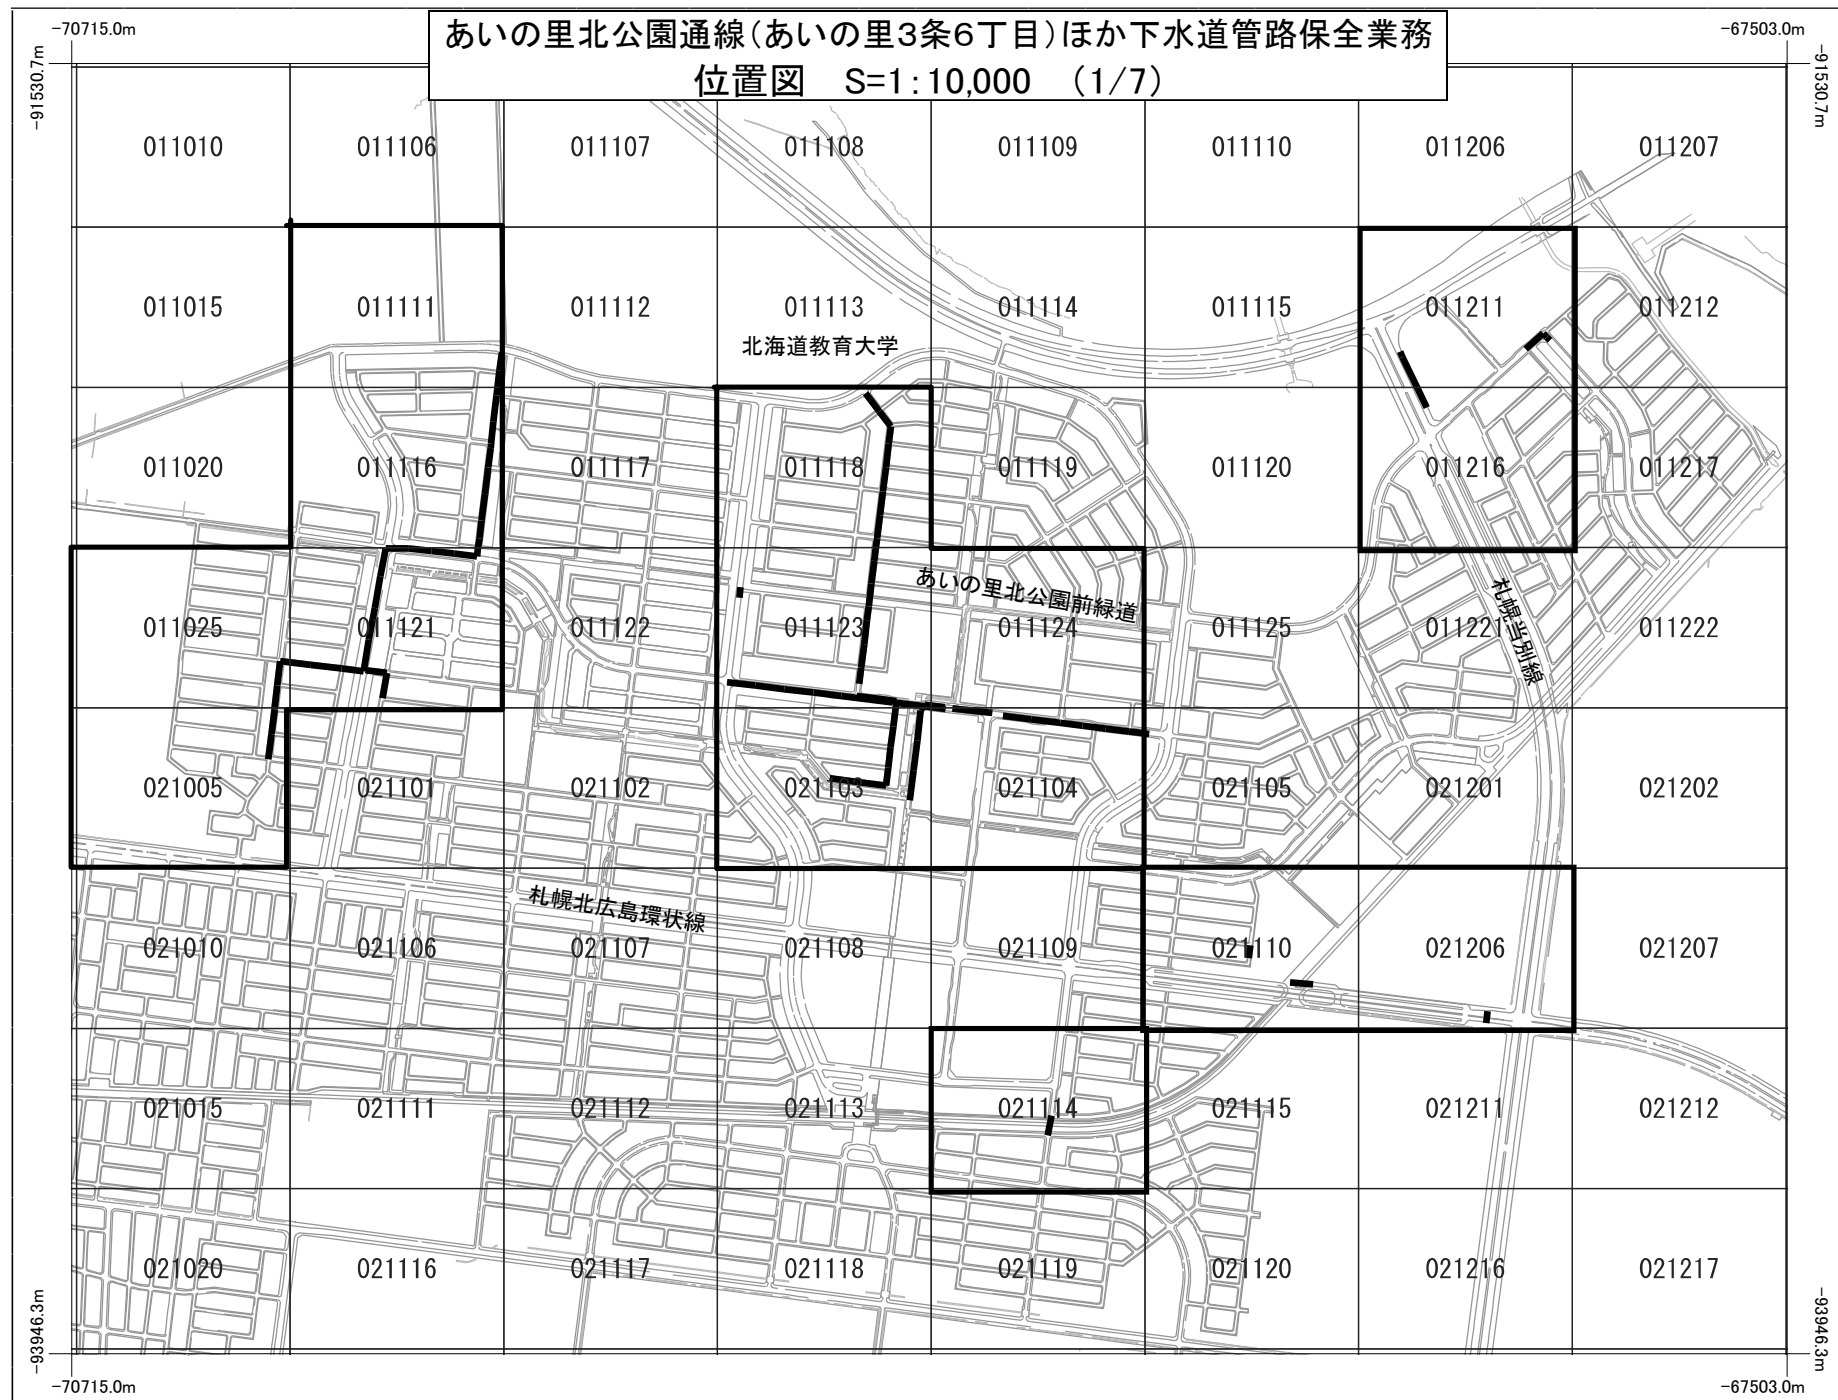 あいの里北公園通線(あいの里3条6丁目)ほか下水道管路保全業務
位置図 S=1:10,000 (1/7)
-70715.0m
-67503.0m
-91530.7m
-91530.7m
011010 011106 011107 011108 011109 011110 011206 011207
011015 011111 011112 011113 011114 011115 011211 011212
北海道教育大学
011020 011116 011117 011118 011119 011120 011216 011217
あいの里北公園前緑道
札幌当別線
011025 011121 011122 011123 011124 011125 011221 011222
021005 021101 021102 021103 021104 021105 021201 021202
札幌北広島環状線
021010 021106 021107 021108 021109 021110 021206 021207
021015 021111 021112 021113 021114 021115 021211 021212
021020 021116 021117 021118 021119 021120 021216 021217
-93946.3m
-93946.3m
-70715.0m
-67503.0m